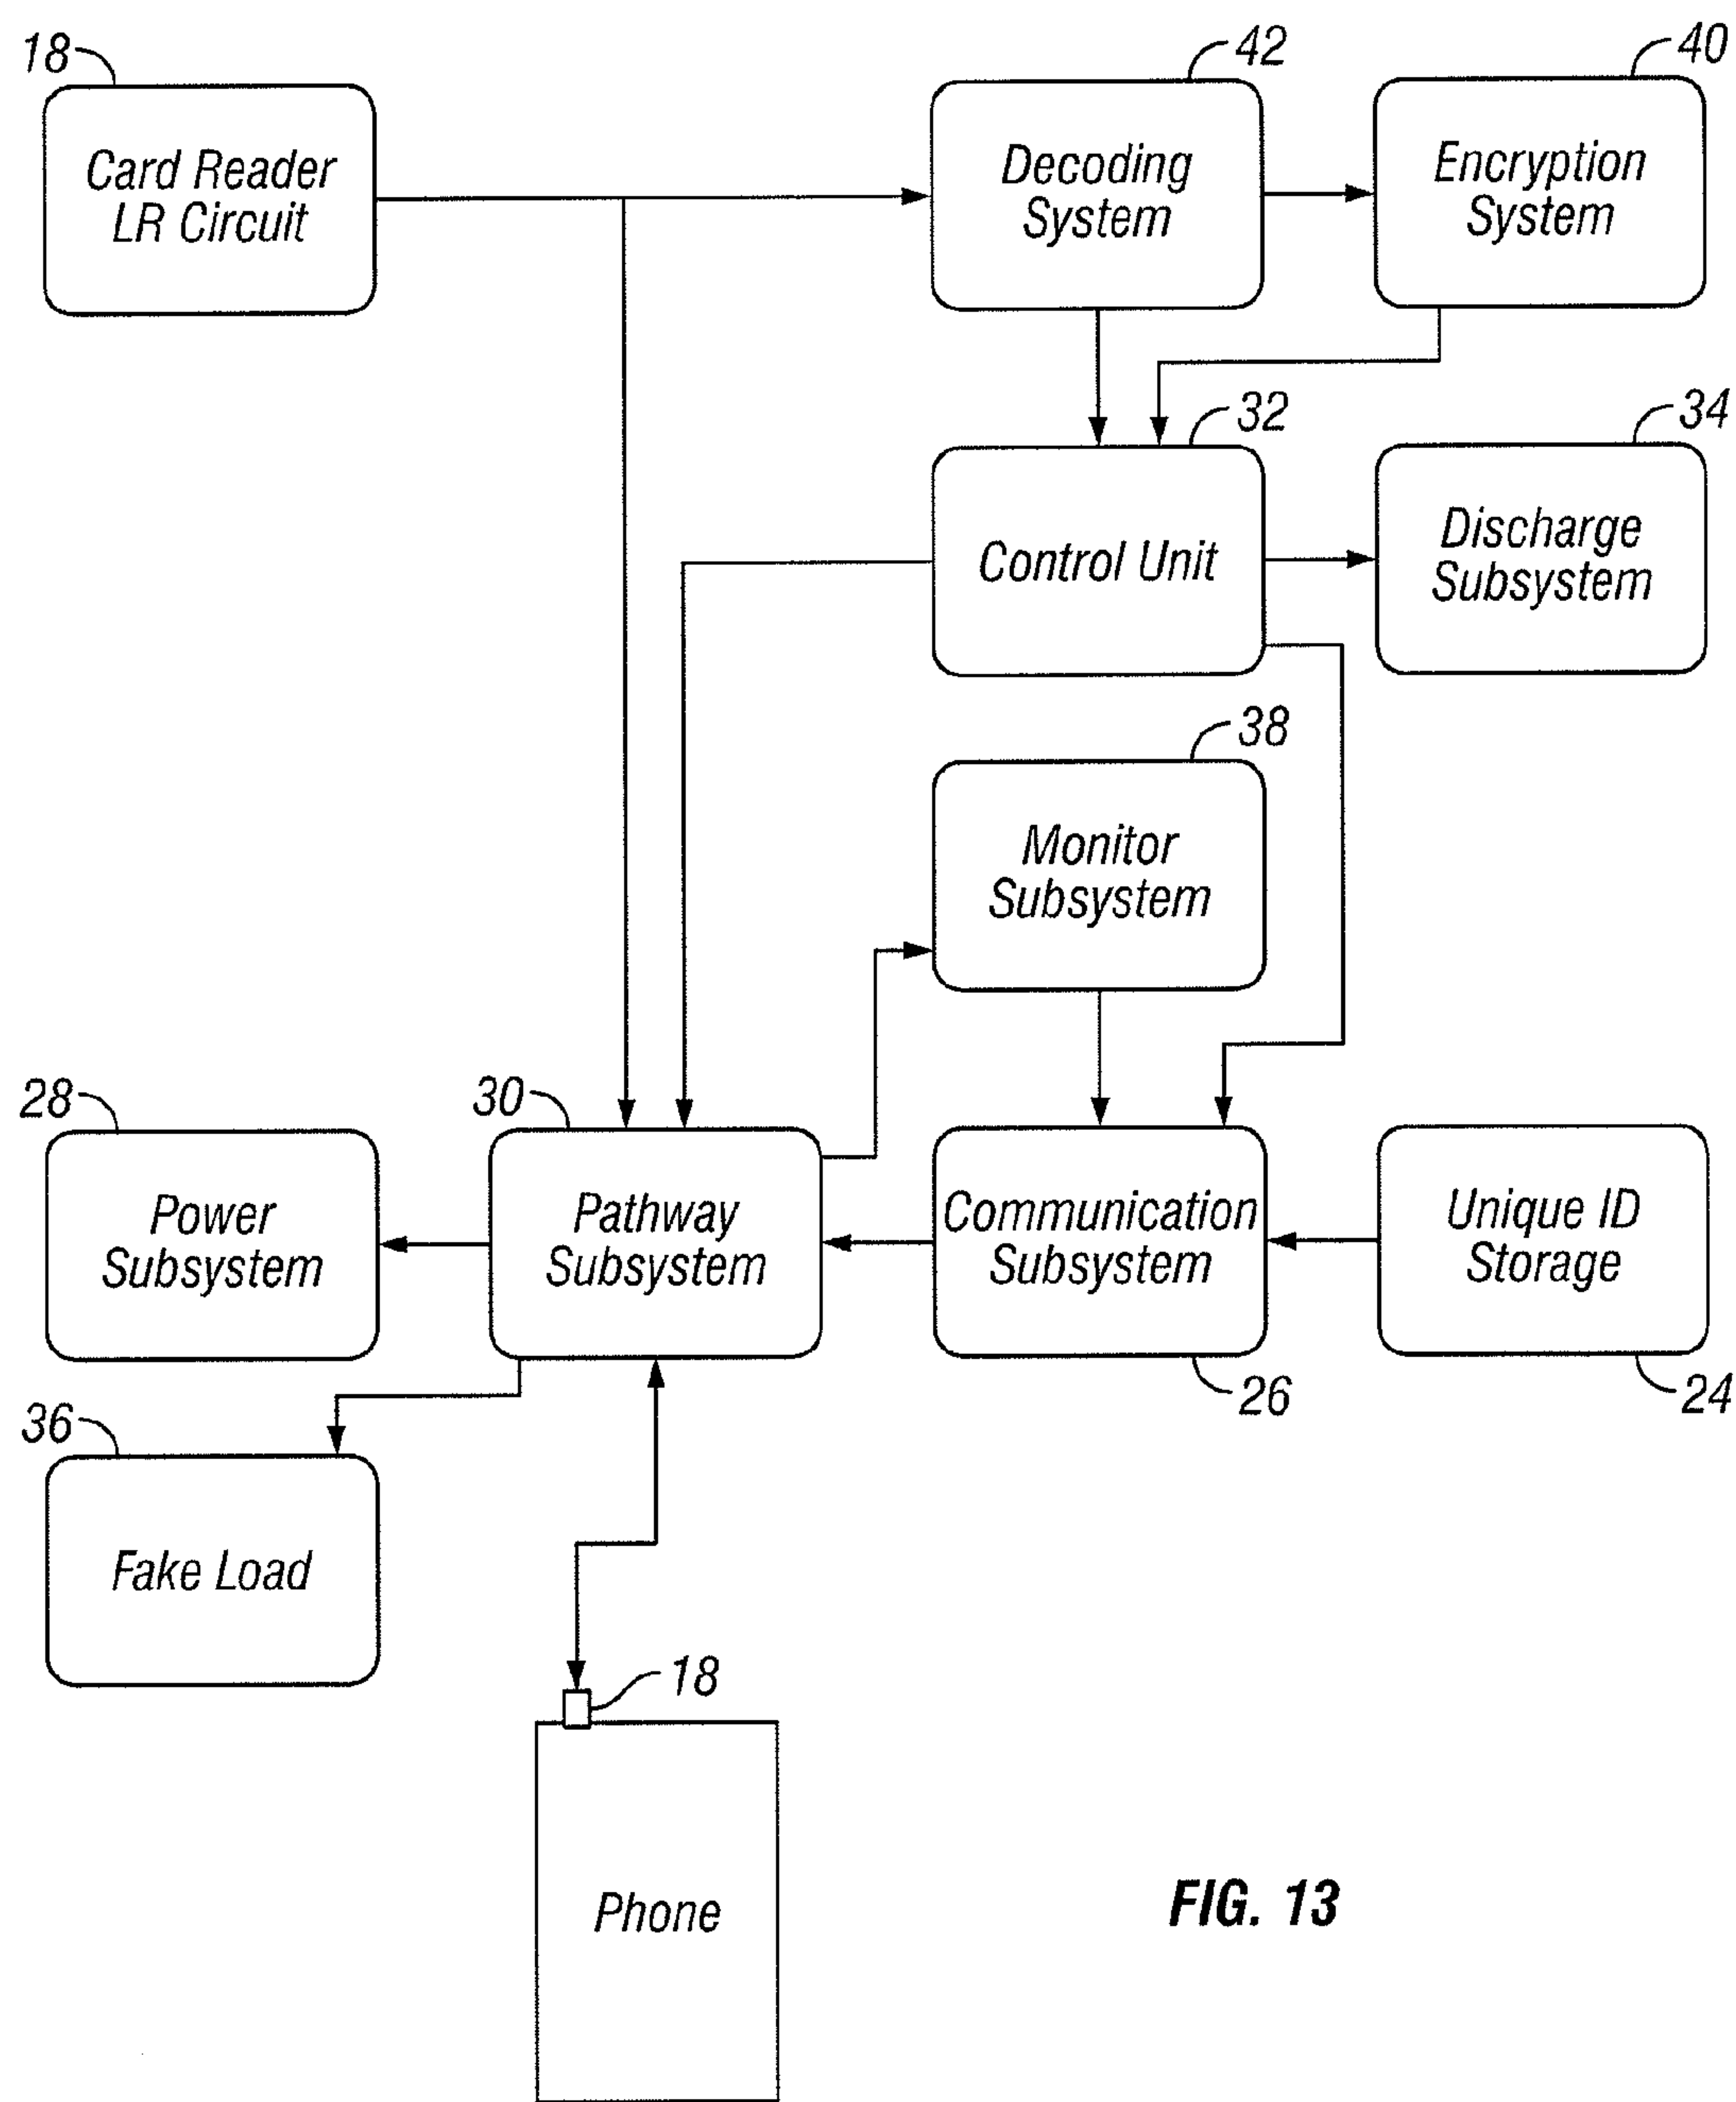 18
42
40
Card Reader
LR Circuit
Decoding
System
Encryption
System
32
34
Control Unit
Discharge
Subsystem
38
Monitor
Subsystem
28
30
Power
Subsystem
Pathway
Subsystem
Communication
Subsystem
Unique ID
Storage
26
24
36
Fake Load
18
Phone
FIG. 13